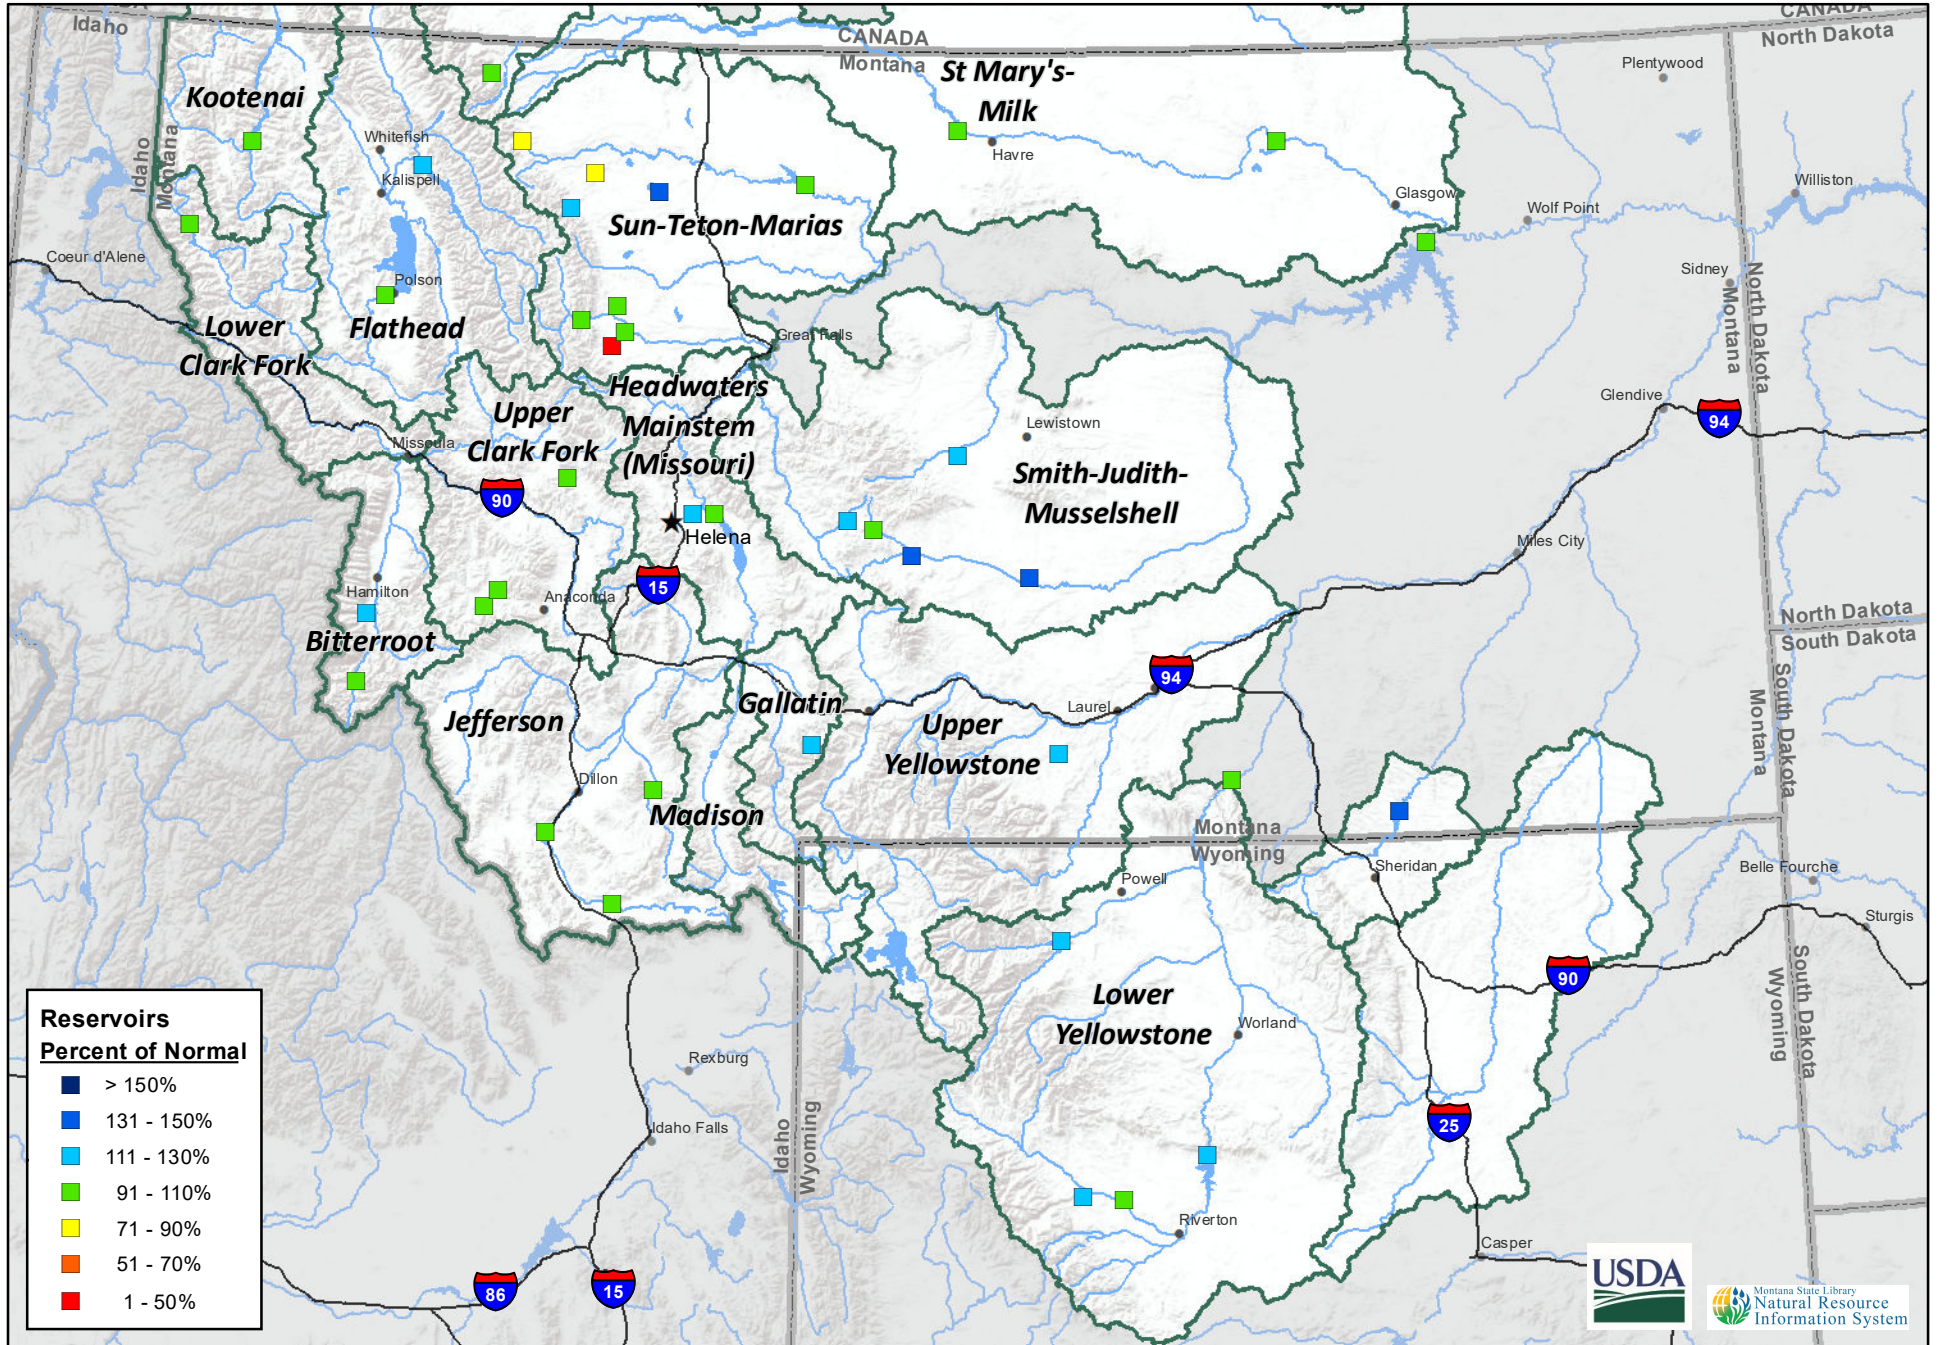 Idaho
CANADA
Montana
CANADA
North Dakota
St Mary's-
Milk
Plentywood
Kootenai
Whitefish
Havre
Idaho
Montana
Kalispell
Glasgow
Williston
Wolf Point
Sun-Teton-Marias
Coeur d'Alene
Polson
Sidney
North Dakota
Montana
Lower
Clark Fork
Flathead
Great Falls
Headwaters
Mainstem
(Missouri)
Upper
Clark Fork
Glendive
94
Lewistown
Missoula
Smith-Judith-
Musselshell
90
Helena
Miles City
15
Hamilton
Anaconda
North Dakota
South Dakota
Bitterroot
94
Gallatin
Jefferson
Laurel
Upper
Yellowstone
South Dakota
Montana
Dillon
Madison
Montana
Wyoming
Sheridan
Powell
Belle Fourche
Sturgis
90
Lower
Yellowstone
Worland
South Dakota
Wyoming
Reservoirs
Percent of Normal
> 150%
131 - 150%
111 - 130%
91 - 110%
71 - 90%
51 - 70%
1 - 50%
Rexburg
Idaho Falls
Idaho
Wyoming
25
Riverton
Casper
86
15
USDA
Montana State Library
Natural Resource
Information System